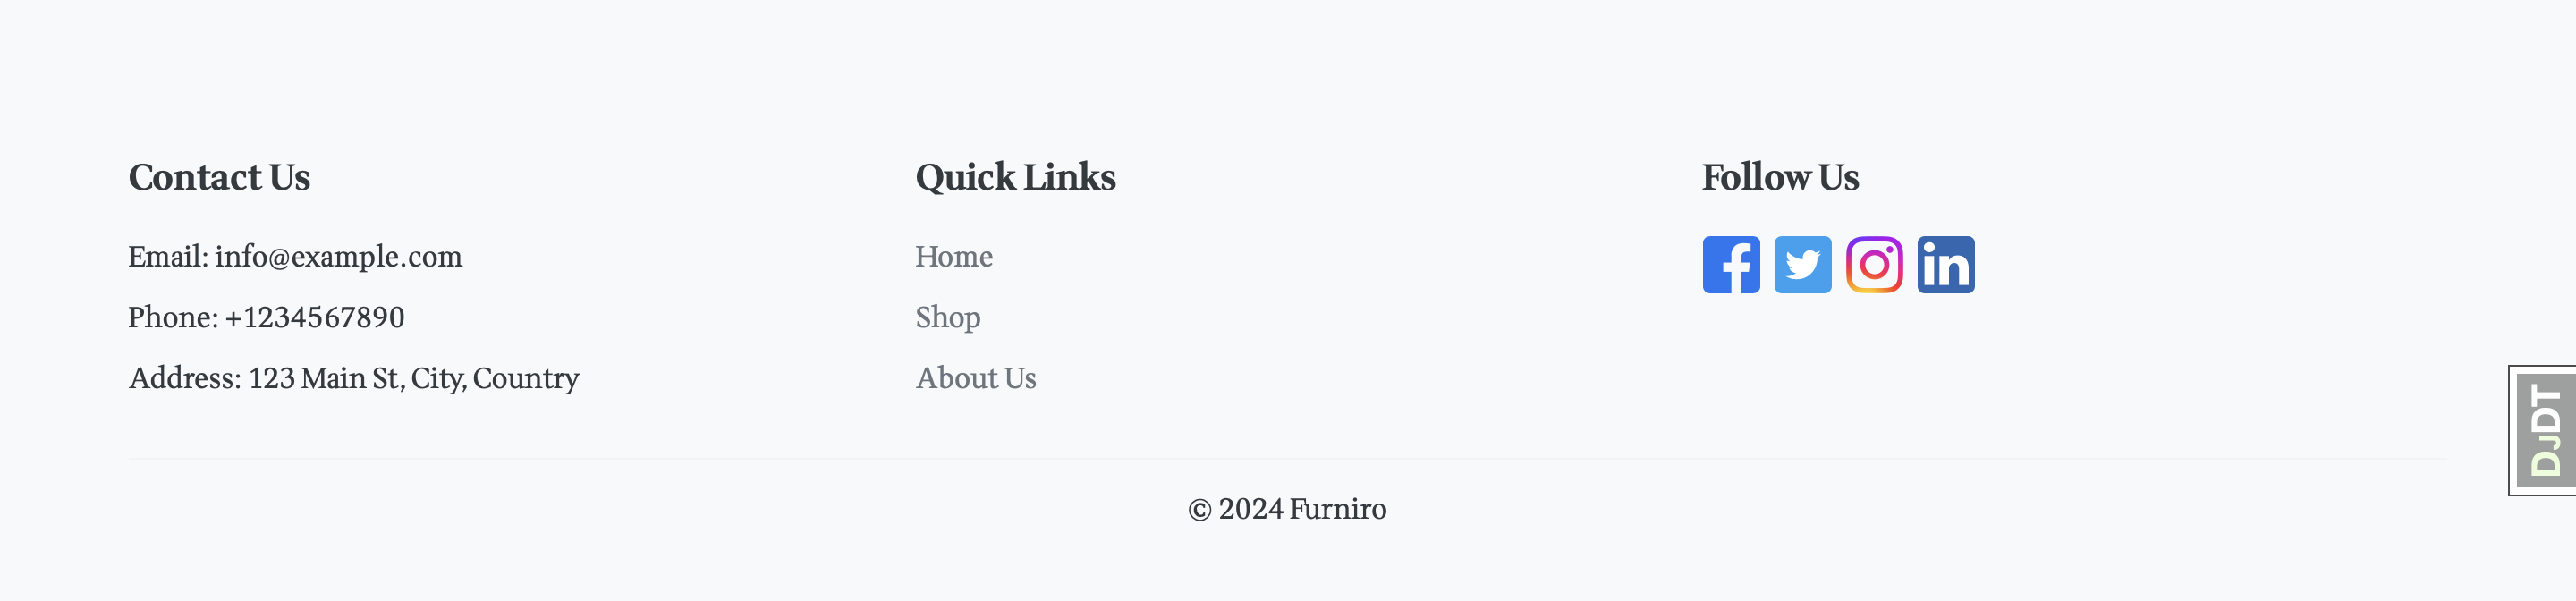 Contact Us
Email: info@example.com
Phone: +1234567890
Address: 123 Main St, City, Country
Quick Links
Home
Shop
About Us
Follow Us
f
in
DJDT
© 2024 Furniro